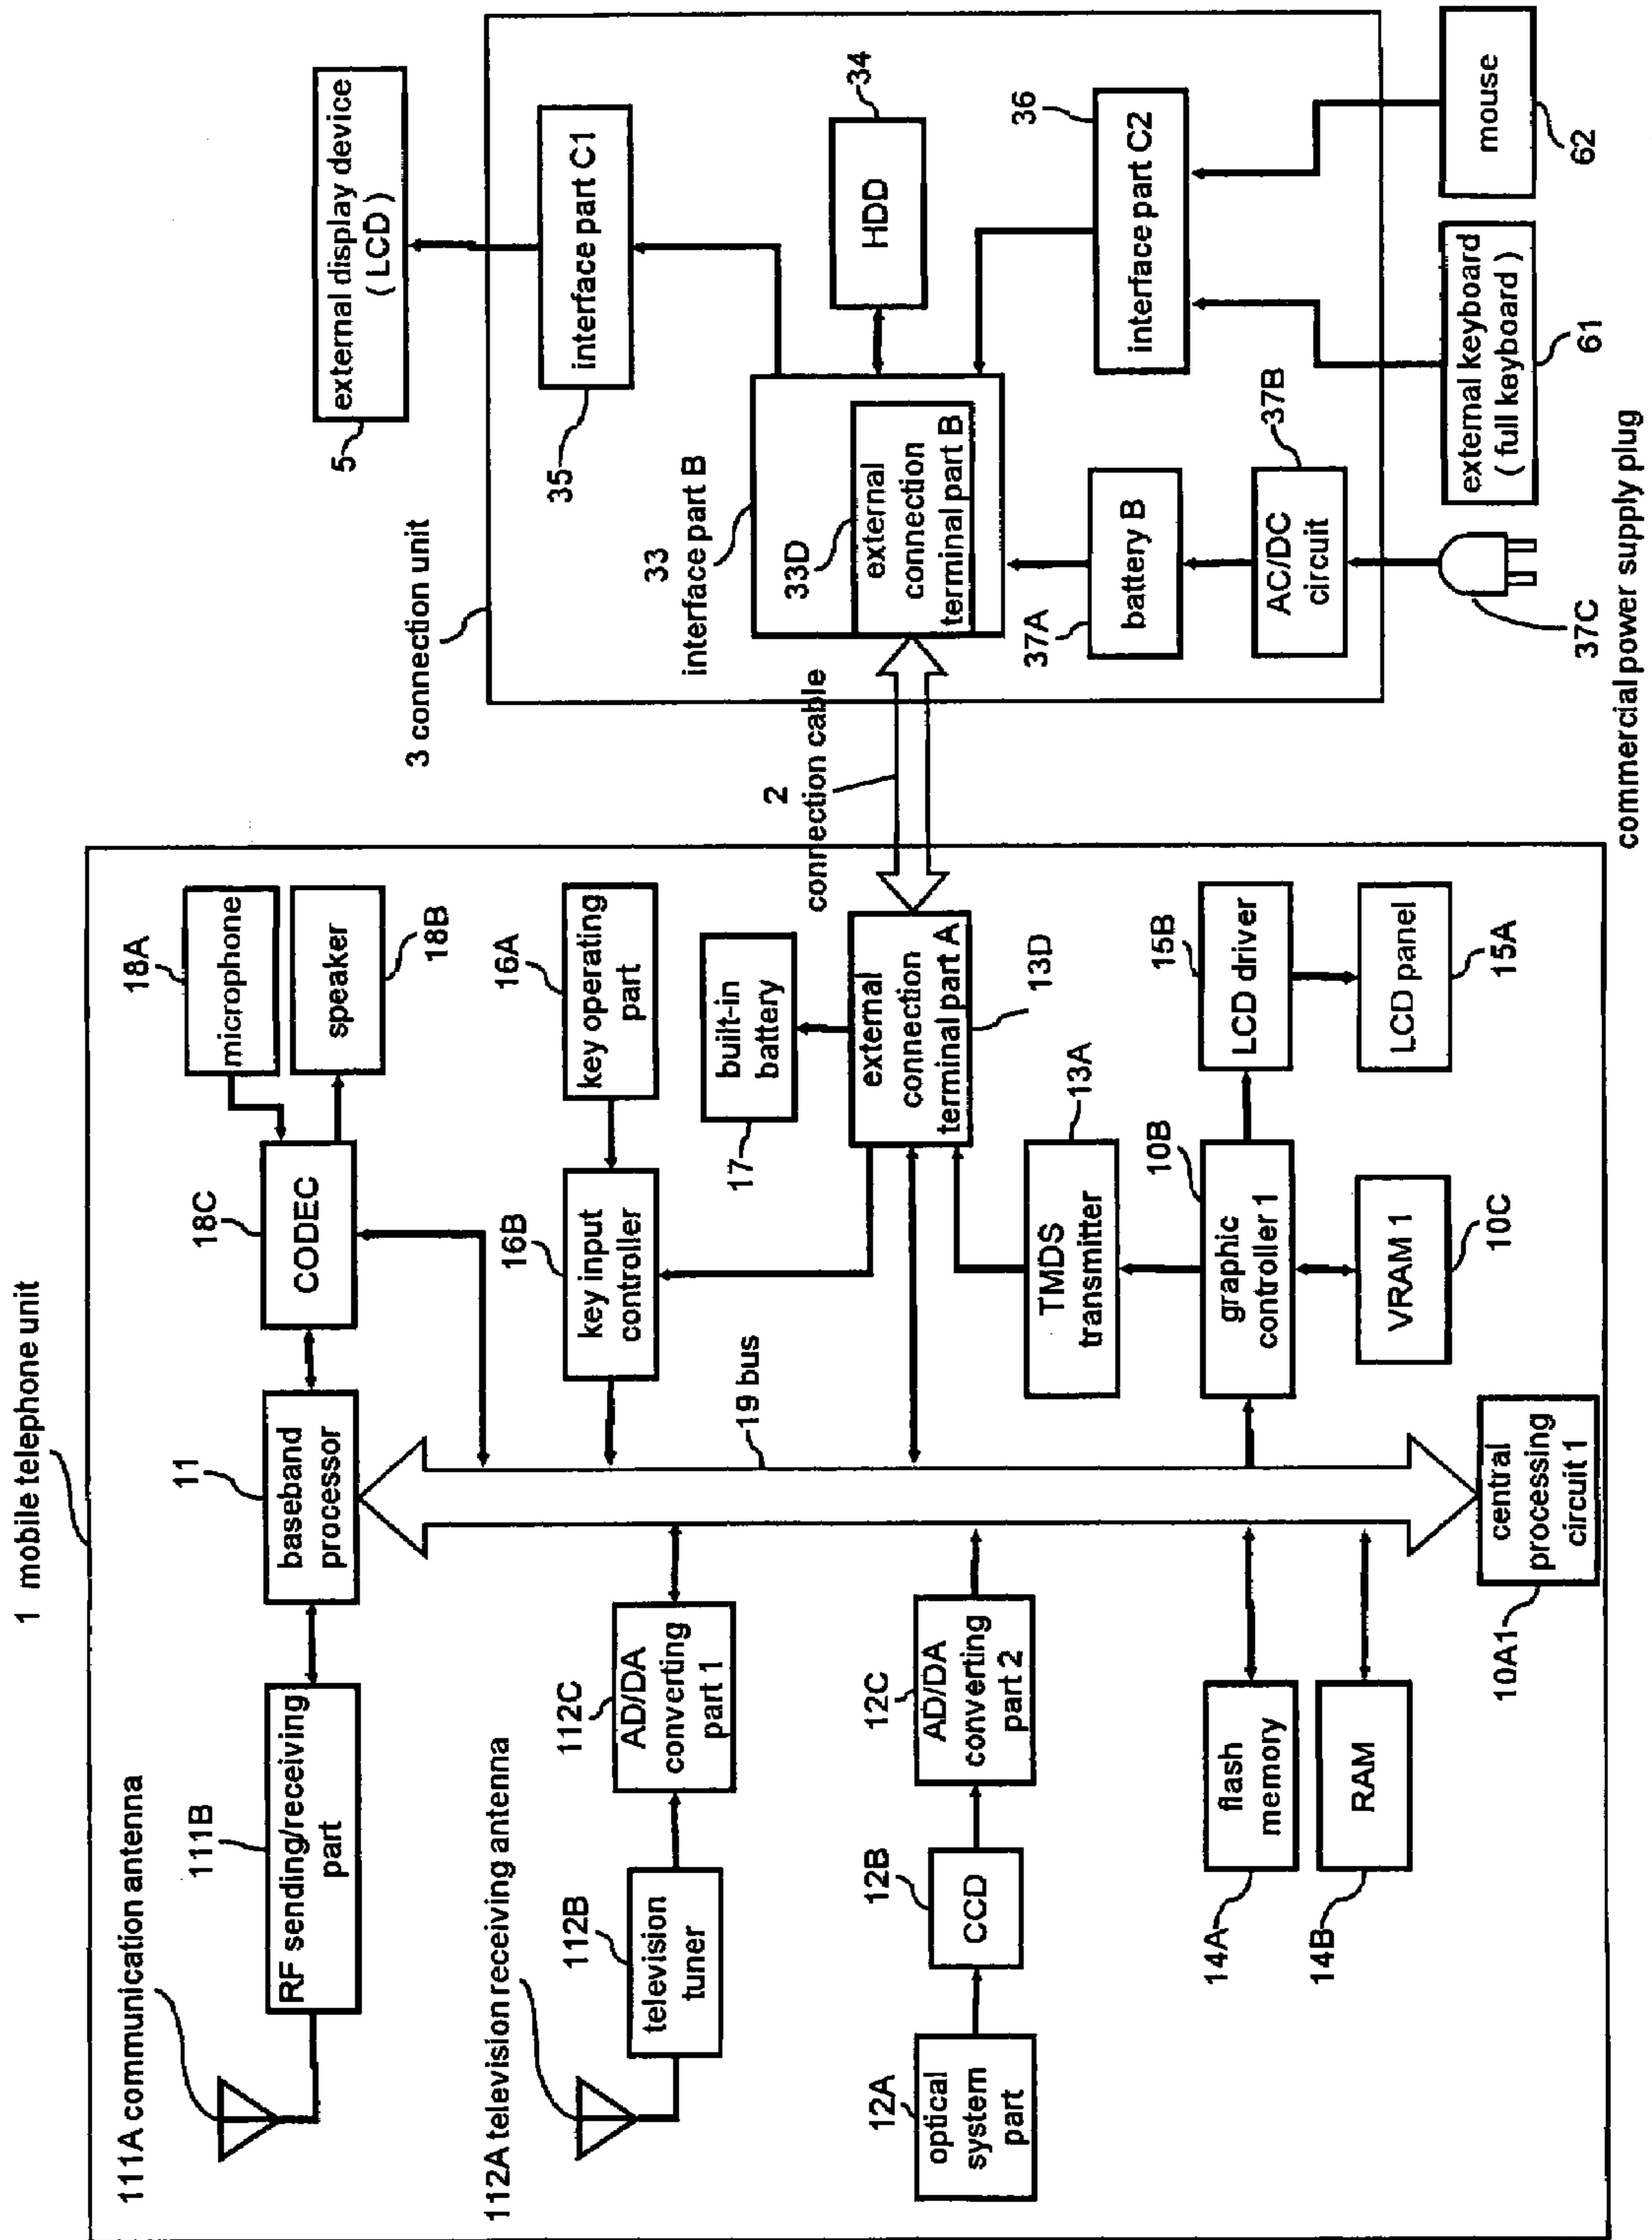 1 mobile telephone unit
111A communication antenna
111B
RF sending/receiving
part
11
baseband
processor
18C
CODEC
18A
microphone
speaker
18B
112A television receiving antenna
112B
television
tuner
112C
AD/DA
converting
part 1
16B
key input
controller
16A
key operating
part
19 bus
17
built-in
battery
12A
optical
system
part
12B
CCD
12C
AD/DA
converting
part 2
external
connection
terminal part A
13D
TMDS
transmitter
13A
14A
flash
memory
14B
RAM
10A1
central
processing
circuit 1
10B
graphic
controller 1
VRAM 1
10C
15B
LCD driver
LCD panel
15A
2
connection cable
3 connection unit
5
external display device
( LCD )
35
interface part C1
33
interface part B
33D
external
connection
terminal part B
HDD
34
36
interface part C2
37A
battery B
37B
AC/DC
circuit
37C
commercial power supply plug
external keyboard
( full keyboard )
61
mouse
62